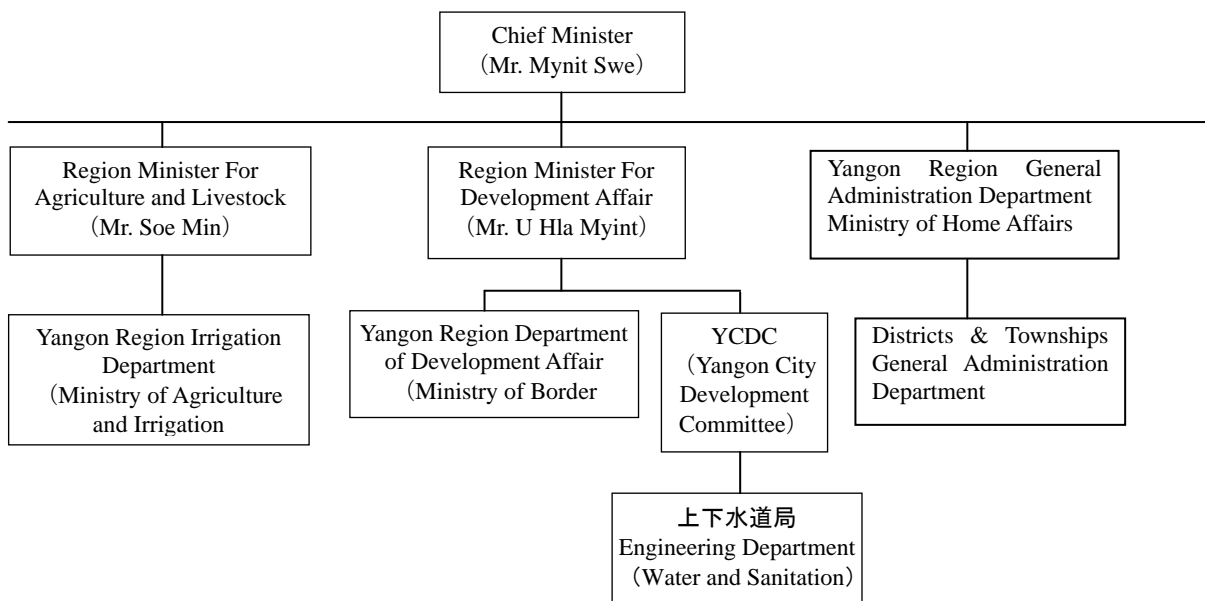 Chief Minister
（Mr. Mynit Swe）
Region Minister For
Agriculture and Livestock
（Mr. Soe Min）
Region Minister For
Development Affair
（Mr. U Hla Myint）
Yangon Region General
Administration Department
Ministry of Home Affairs
Yangon Region Irrigation
Department
（Ministry of Agriculture
and Irrigation
Yangon Region Department
of Development Affair
（Ministry of Border
YCDC
（Yangon City
Development
Committee）
Districts & Townships
General Administration
Department
上下水道局
Engineering Department
（Water and Sanitation）